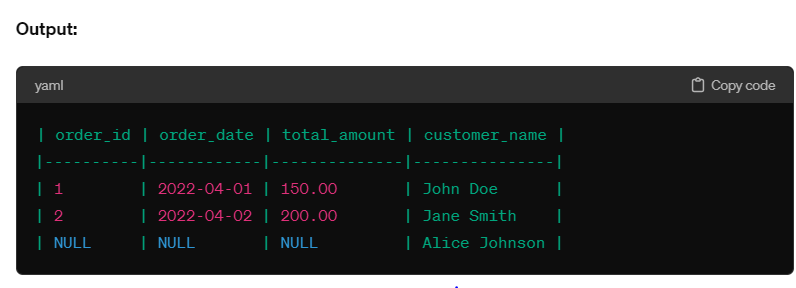 Output:
yaml
Copy code
| order_id | order_date | total_amount | customer_name |
|----------|------------|--------------|---------------|
| 1        | 2022-04-01 | 150.00       | John Doe      |
| 2        | 2022-04-02 | 200.00       | Jane Smith    |
| NULL     | NULL       | NULL         | Alice Johnson |